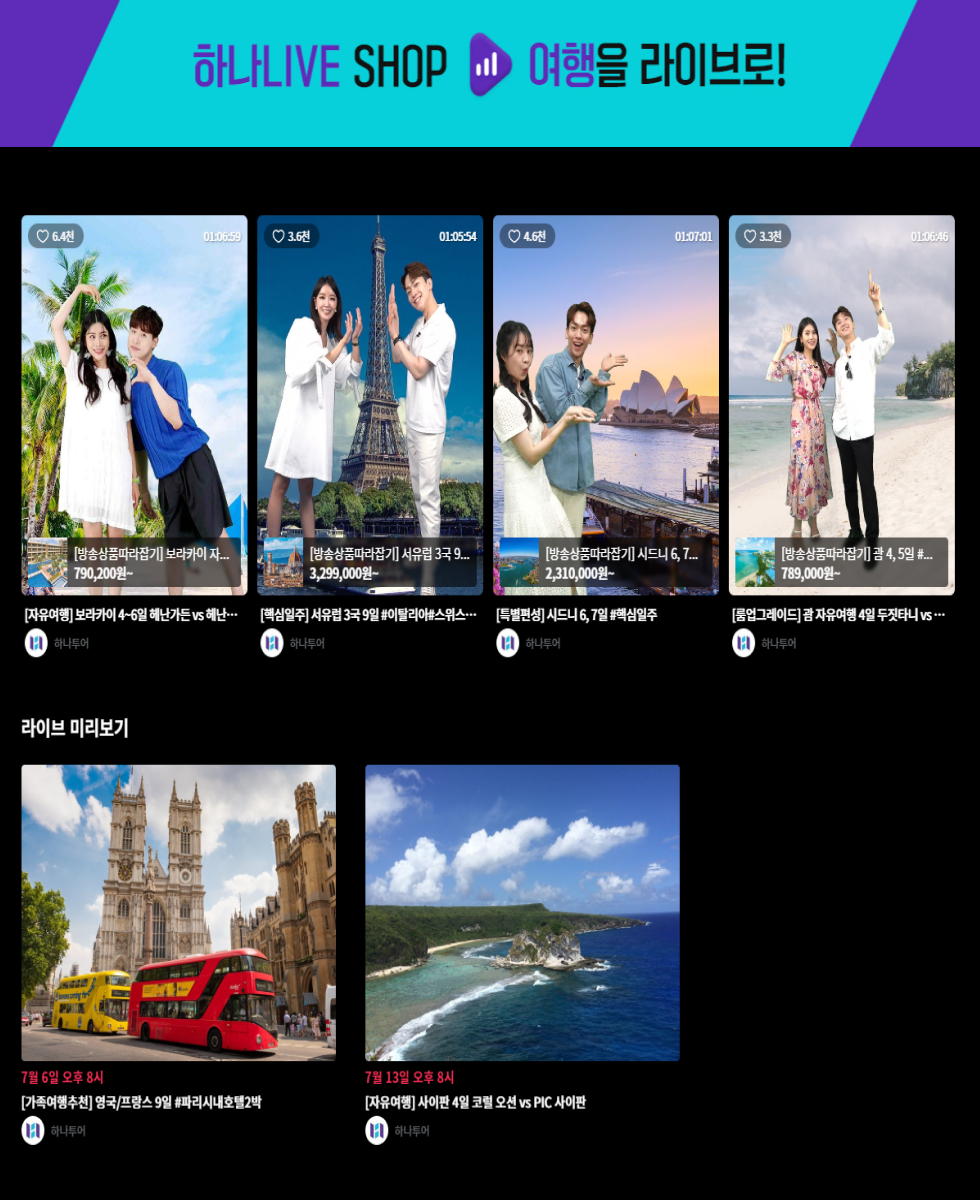 하나LIVE SHOP 여행을 라이브로!
6.4천 01:06:59
[방송상품따라잡기] 보라카이 자...
790,200원~
[자유여행] 보라카이 4~6일 헤난가든 vs 헤난…
하나투어
3.6천 01:05:54
[방송상품따라잡기] 서유럽 3국 9...
3,299,000원~
[핵심일주] 서유럽 3국 9일 #이탈리아#스위스…
하나투어
4.6천 01:07:01
[방송상품따라잡기] 시드니 6, 7...
2,310,000원~
[특별편성] 시드니 6, 7일 #핵심일주
하나투어
3.3천 01:06:46
[방송상품따라잡기] 괌 4, 5일 #...
789,000원~
[룸업그레이드] 괌 자유여행 4일 두짓타니 vs …
하나투어
라이브 미리보기
7월 6일 오후 8시
[가족여행추천] 영국/프랑스 9일 #파리시내호텔2박
하나투어
7월 13일 오후 8시
[자유여행] 사이판 4일 코럴 오션 vs PIC 사이판
하나투어